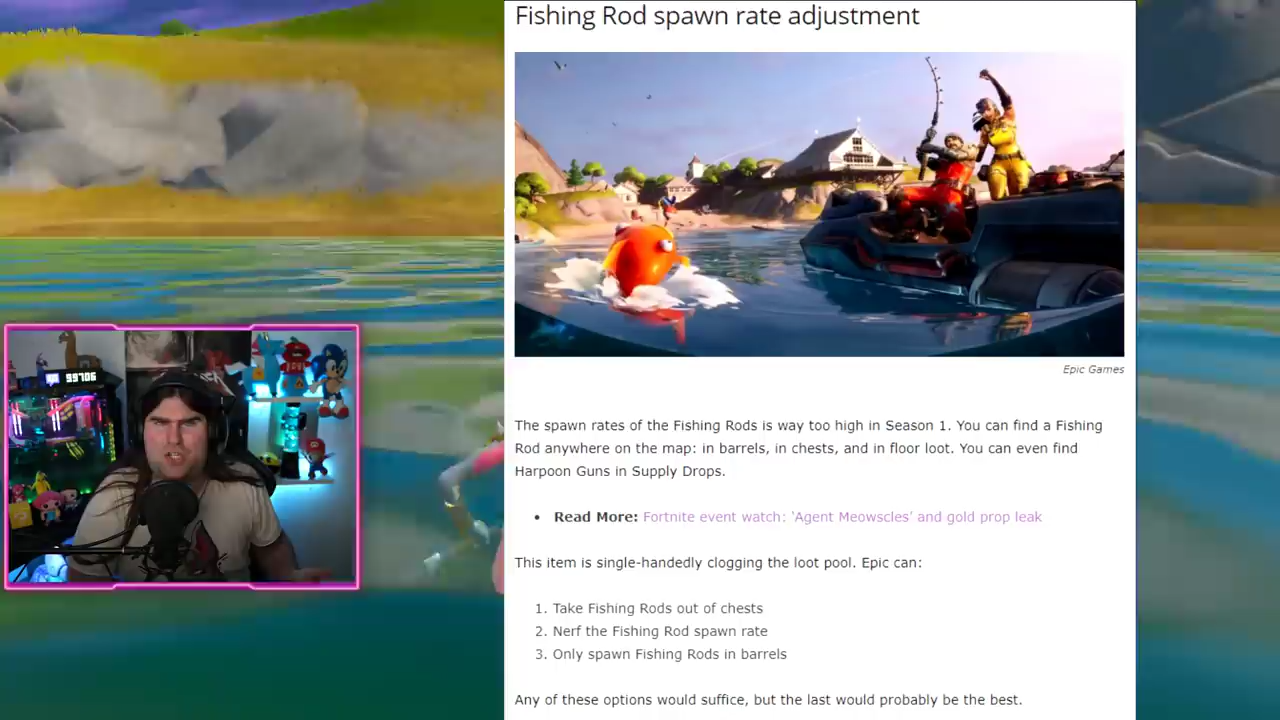 Fishing Rod spawn rate adjustment
Epic Games
The spawn rates of the Fishing Rods is way too high in Season 1. You can find a Fishing
Rod anywhere on the map: in barrels, in chests, and in floor loot. You can even find
Harpoon Guns in Supply Drops.
• Read More: Fortnite event watch: ‘Agent Meowscles’ and gold prop leak
This item is single-handedly clogging the loot pool. Epic can:
1. Take Fishing Rods out of chests
2. Nerf the Fishing Rod spawn rate
3. Only spawn Fishing Rods in barrels
Any of these options would suffice, but the last would probably be the best.
99706